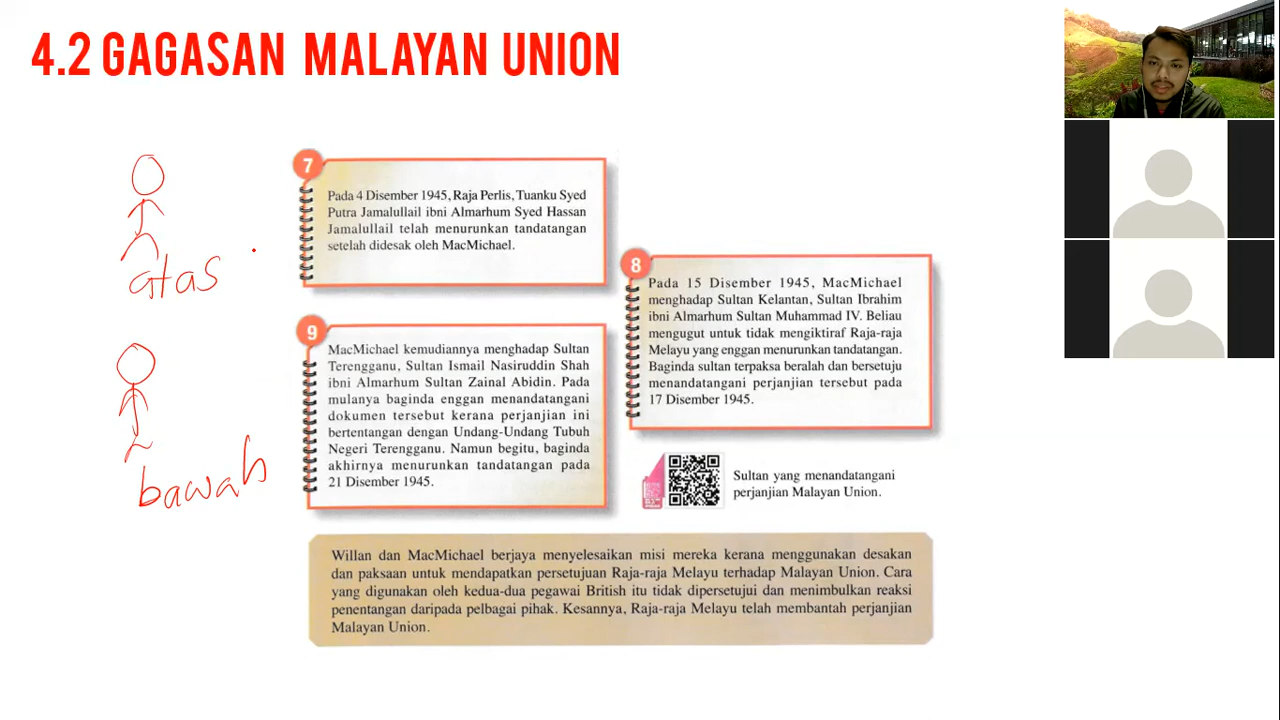 4.2 GAGASAN MALAYAN UNION
7
Pada 4 Disember 1945, Raja Perlis, Tuanku Syed
Putra Jamalullail ibni Almarhum Syed Hassan
Jamalullail telah menurunkan tandatangan
setelah didesak oleh MacMichael.
atas
8
Pada 15 Disember 1945, MacMichael
menghadap Sultan Kelantan, Sultan Ibrahim
ibni Almarhum Sultan Muhammad IV. Beliau
mengugut untuk tidak mengiktiraf Raja-raja
Melayu yang enggan menurunkan tandatangan.
Baginda sultan terpaksa beralah dan bersetuju
menandatangani perjanjian tersebut pada
17 Disember 1945.
9
MacMichael kemudiannya menghadap Sultan
Terengganu, Sultan Ismail Nasiruddin Shah
ibni Almarhum Sultan Zainal Abidin. Pada
mulanya baginda enggan menandatangani
dokumen tersebut kerana perjanjian ini
bertentangan dengan Undang-Undang Tubuh
Negeri Terengganu. Namun begitu, baginda
akhirnya menurunkan tandatangan pada
21 Disember 1945.
bawah
Sultan yang menandatangani
perjanjian Malayan Union.
Willan dan MacMichael berjaya menyelesaikan misi mereka kerana menggunakan desakan
dan paksaan untuk mendapatkan persetujuan Raja-raja Melayu terhadap Malayan Union. Cara
yang digunakan oleh kedua-dua pegawai British itu tidak dipersetujui dan menimbulkan reaksi
penentangan daripada pelbagai pihak. Kesannya, Raja-raja Melayu telah membantah perjanjian
Malayan Union.